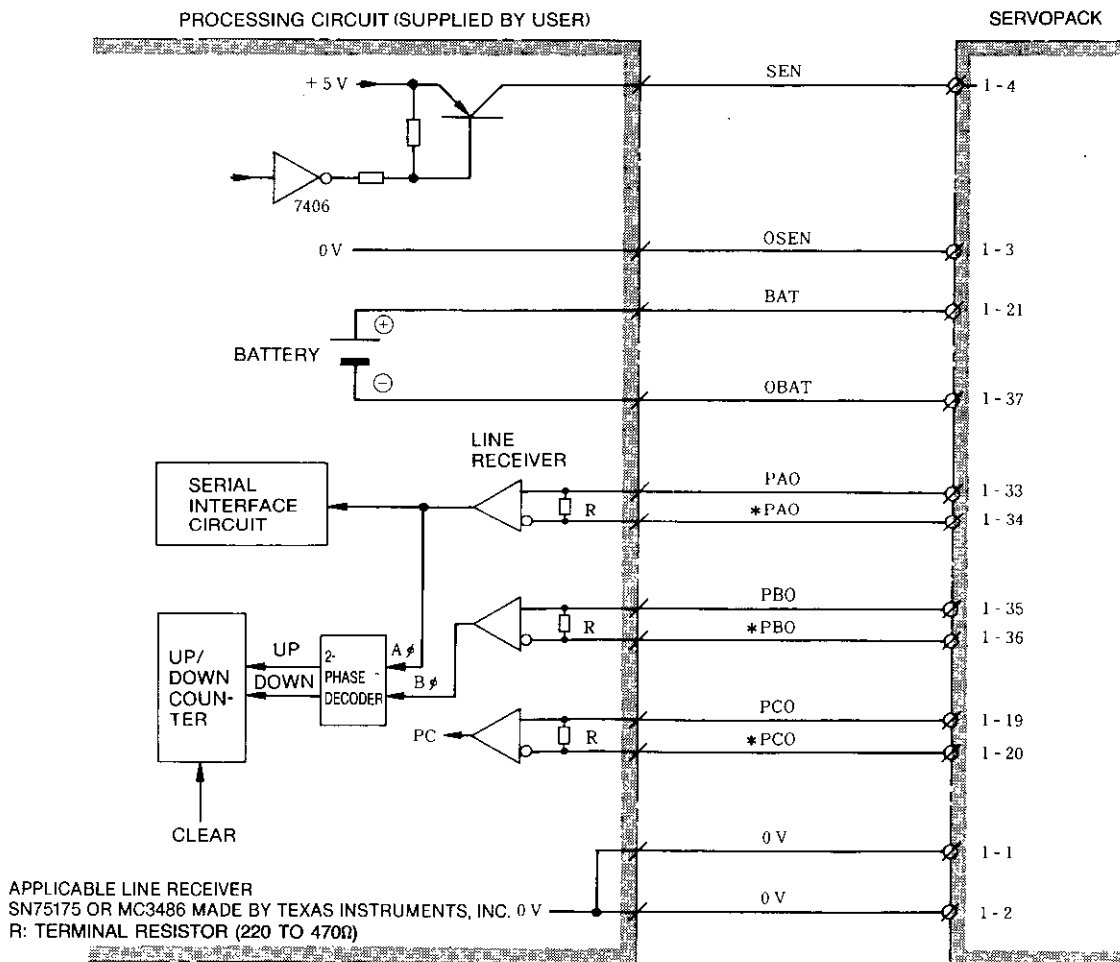 PROCESSING CIRCUIT (SUPPLIED BY USER)
SERVOPACK
+5 V
SEN
1-4
7406
0 V
OSEN
1-3
BAT
1-21
+
BATTERY
−
OBAT
1-37
LINE
RECEIVER
SERIAL
INTERFACE
CIRCUIT
PAO
1-33
R
*PAO
1-34
PBO
1-35
R
*PBO
1-36
UP/
DOWN
COUN-
TER
UP
DOWN
2-
PHASE
DECODER
Aø
Bø
PCO
1-19
PC
R
*PCO
1-20
CLEAR
0 V
1-1
APPLICABLE LINE RECEIVER
SN75175 OR MC3486 MADE BY TEXAS INSTRUMENTS, INC. 0 V
0 V
1-2
R: TERMINAL RESISTOR (220 TO 470Ω)